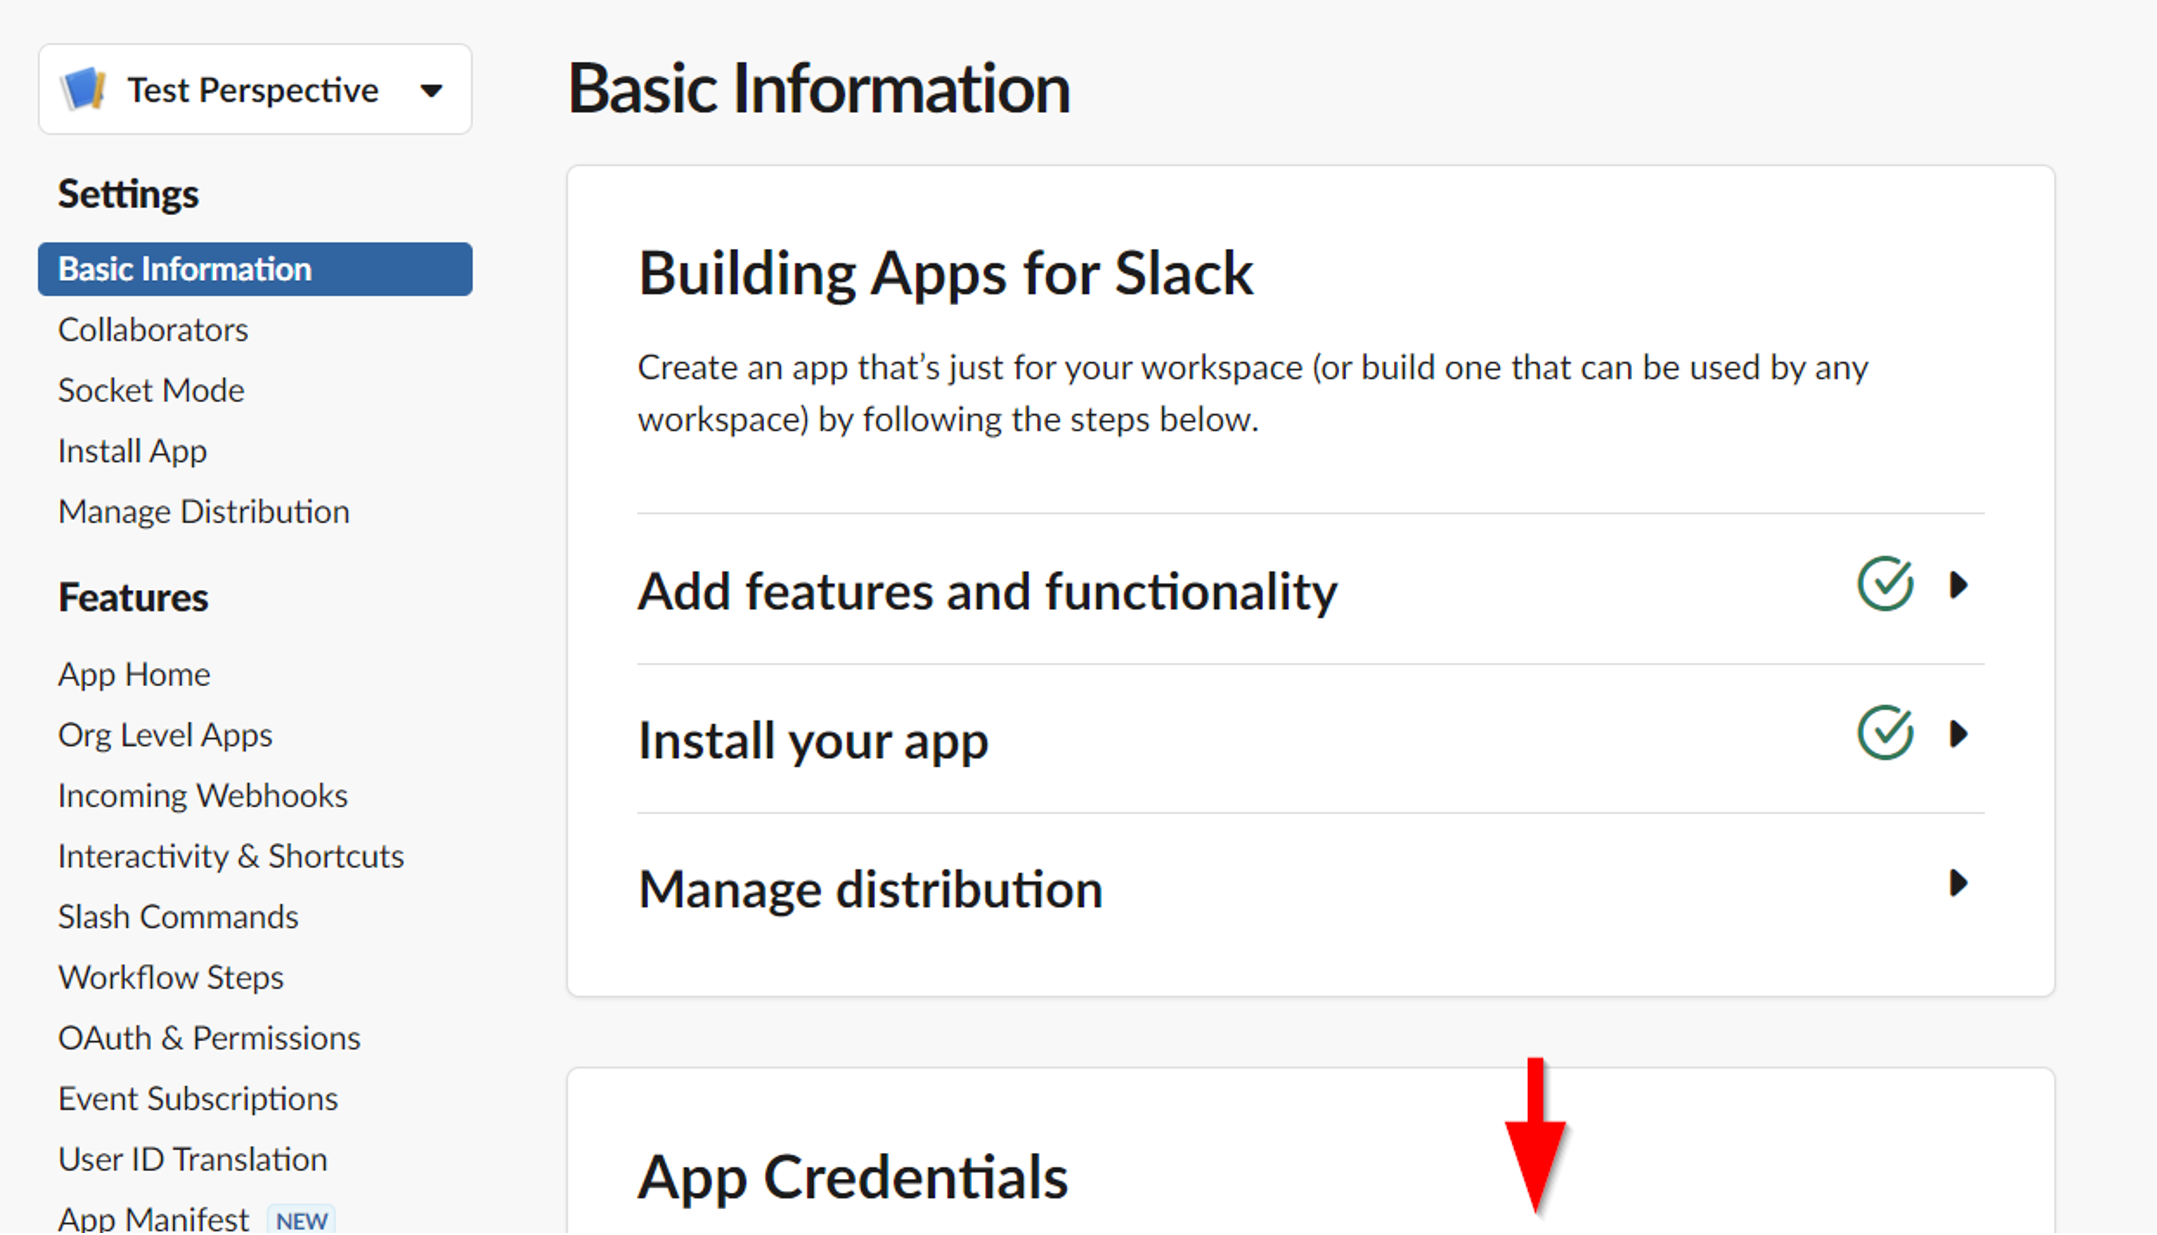 Test Perspective
Settings
Basic Information
Collaborators
Socket Mode
Install App
Manage Distribution
Features
App Home
Org Level Apps
Incoming Webhooks
Interactivity & Shortcuts
Slash Commands
Workflow Steps
OAuth & Permissions
Event Subscriptions
User ID Translation
App Manifest NEW
Basic Information
Building Apps for Slack
Create an app that’s just for your workspace (or build one that can be used by any
workspace) by following the steps below.
Add features and functionality
Install your app
Manage distribution
App Credentials